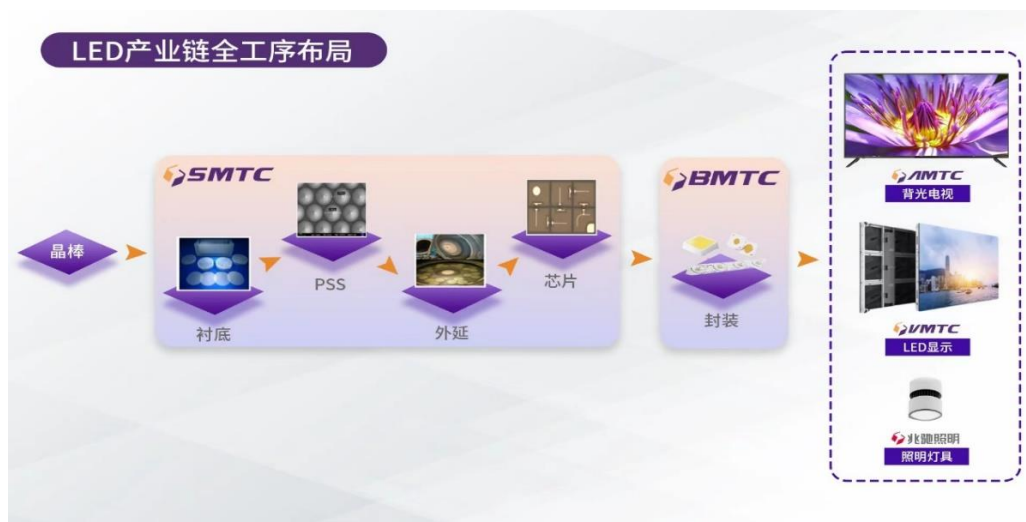 LED产业链全工序布局
晶棒
SMTC
衬底
PSS
外延
芯片
BMTC
封装
AMTC
背光电视
VMTC
LED显示
兆驰照明
照明灯具